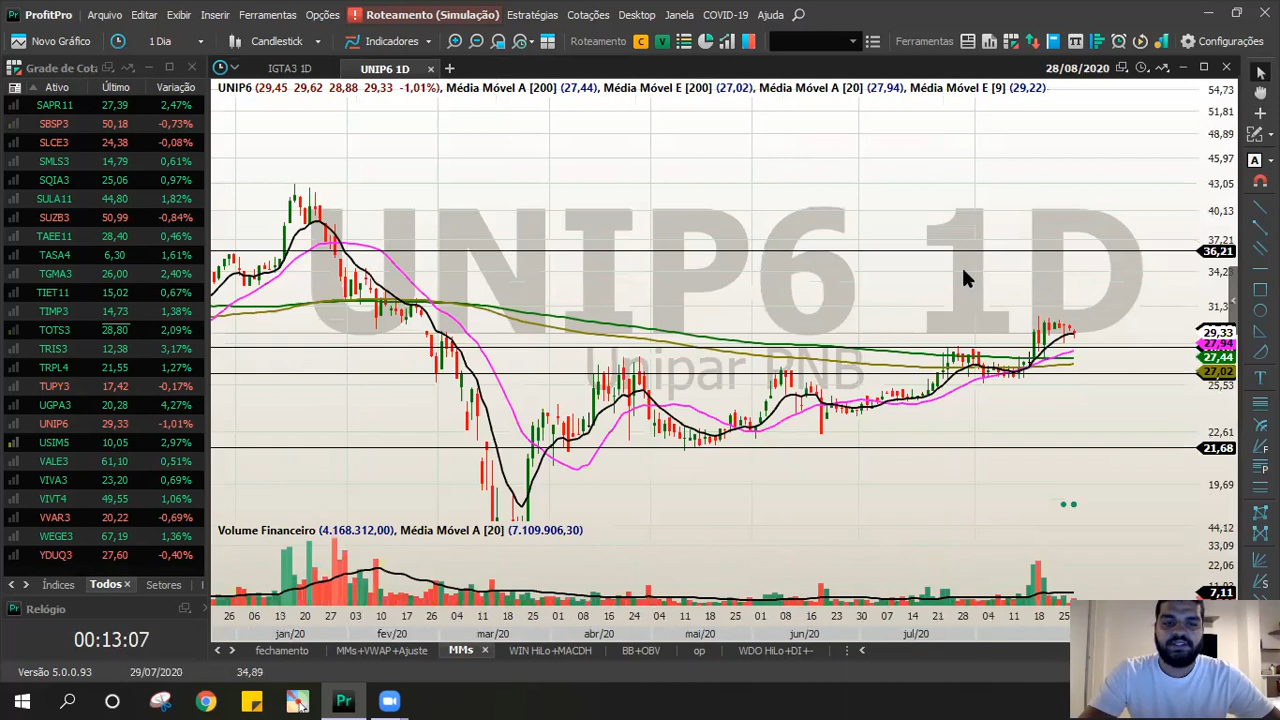 ProfitPro Arquivo Editar Exibir Inserir Ferramentas Opções Roteamento (Simulação) Estratégias Cotações Desktop Janela COVID-19 Ajuda
Novo Gráfico 1 Dia Candlestick Indicadores Roteamento C V Ferramentas Configurações
Grade de Cota IGTA3 1D UNIP6 1D 28/08/2020
Ativo Último Variação
UNIP6 (29,45 29,62 28,88 29,33 -1,01%), Média Móvel A [200] (27,44), Média Móvel E [200] (27,02), Média Móvel A [20] (27,94), Média Móvel E [9] (29,22)
SAPR11 27,39 2,47%
SBSP3 50,18 -0,73%
SLCE3 24,38 -0,08%
SMLS3 14,79 0,61%
SQIA3 25,06 0,97%
SULA11 44,80 1,82%
SUZB3 50,99 -0,84%
TAEE11 28,40 0,46%
TASA4 6,30 1,61%
TGMA3 26,00 2,40%
TIET11 15,02 0,67%
TIMP3 14,73 1,38%
TOTS3 28,80 2,09%
TRIS3 12,38 3,17%
TRPL4 21,55 1,27%
TUPY3 17,42 -0,17%
UGPA3 20,28 4,27%
UNIP6 29,33 -1,01%
USIM5 10,05 2,97%
VALE3 61,10 0,51%
VIVA3 23,20 0,69%
VIVT4 49,55 1,06%
VVAR3 20,22 -0,69%
WEGE3 67,19 1,36%
YDUQ3 27,60 -0,40%
Índices Todos Setores
Relógio
00:13:07
UNIP6 1D
Unipar PNB
54,73
51,81
48,89
45,97
43,05
40,13
37,21
36,21
34,29
31,37
29,33
27,94
27,44
27,02
25,53
22,61
21,68
19,69
Volume Financeiro (4.168.312,00), Média Móvel A [20] (7.109.906,30)
44,12
33,09
22,06
7,11
26 06 13 20 27 03 10 17 26 04 11 18 25 01 08 16 24 04 11 18 25 01 08 16 23 30 07 14 21 28 04 11 18 25
jan/20 fev/20 mar/20 abr/20 mai/20 jun/20 jul/20
fechamento MMs+VWAP+Ajuste MMs WIN HiLo+MACDH BB+OBV op WDO HiLo+DI+-
Versão 5.0.0.93 29/07/2020 34,89